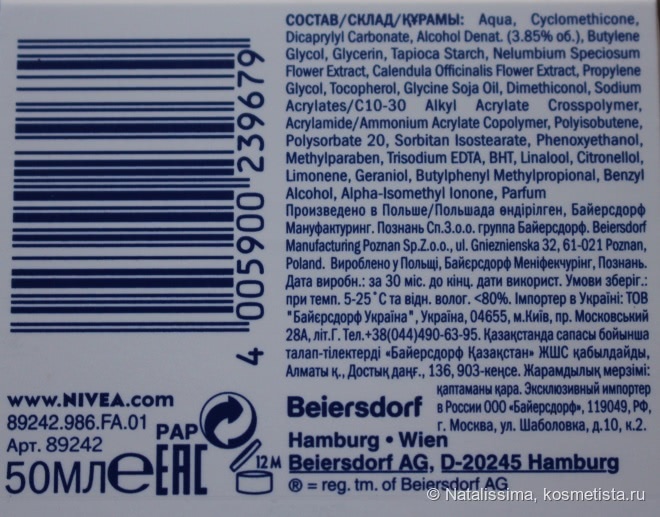 СОСТАВ/СКЛАД/ҚҰРАМЫ: Aqua, Cyclomethicone,
Dicaprylyl Carbonate, Alcohol Denat. (3.85% об.), Butylene
Glycol, Glycerin, Tapioca Starch, Nelumbium Speciosum
Flower Extract, Calendula Officinalis Flower Extract, Propylene
Glycol, Tocopherol, Glycine Soja Oil, Dimethiconol, Sodium
Acrylates/C10-30 Alkyl Acrylate Crosspolymer,
Acrylamide/Ammonium Acrylate Copolymer, Polyisobutene,
Polysorbate 20, Sorbitan Isostearate, Phenoxyethanol,
Methylparaben, Trisodium EDTA, BHT, Linalool, Citronellol,
Limonene, Geraniol, Butylphenyl Methylpropional, Benzyl
Alcohol, Alpha-Isomethyl Ionone, Parfum
Произведено в Польше/Польшада өндірілген, Байерсдорф
Мануфактуринг. Познань Сп.З.о.о. группа Байерсдорф. Beiersdorf
Manufacturing Poznan Sp.Z.o.o., ul. Gnieznienska 32, 61-021 Poznan,
Poland. Вироблено у Польщі, Байєрсдорф Меніфекчурінг, Познань.
Дата виробн.: за 30 міс. до кінц. дати використ. Умови зберіг.:
при темп. 5-25˚С та відн. волог. <80%. Імпортер в Україні: ТОВ
"Байєрсдорф Україна", Україна, 04655, м.Київ, пр. Московський
28А, літ.Г. Тел.+38(044)490-63-95. Қазақстанда сапасы бойынша
талап-тілектерді «Байерсдорф Қазақстан» ЖШС қабылдайды,
Алматы қ., Достық даңғ., 136, 903-кеңсе. Жарамдылық мерзімі:
қаптаманы қара. Эксклюзивный импортер
в России ООО «Байерсдорф», 119049, РФ,
г. Москва, ул. Шаболовка, д.10, к.2.
4 005900 239679
www.NIVEA.com
89242.986.FA.01
Арт. 89242
PAP
50МЛ e EAC
12 M
Beiersdorf
Hamburg • Wien
Beiersdorf AG, D-20245 Hamburg
® = reg. tm. of Beiersdorf AG
© Natalissima, kosmetista.ru